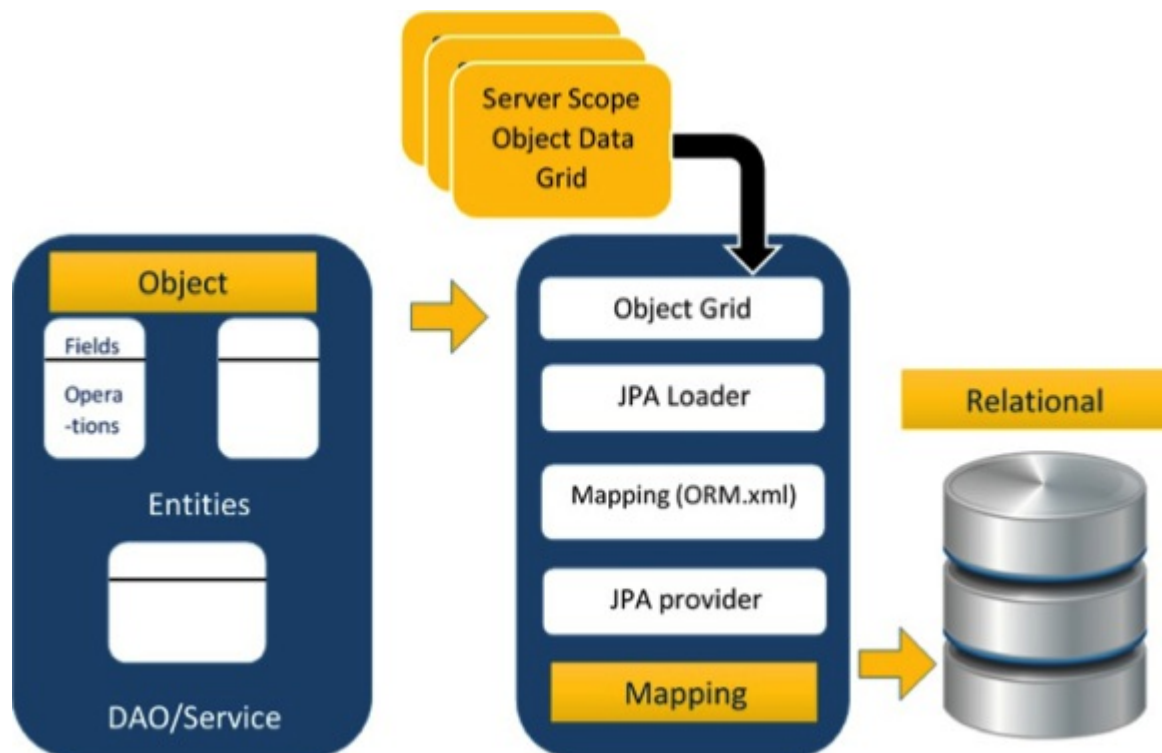 Server Scope
Object Data
Grid
Object
Fields
Opera
-tions
Entities
DAO/Service
Object Grid
JPA Loader
Mapping (ORM.xml)
JPA provider
Mapping
Relational